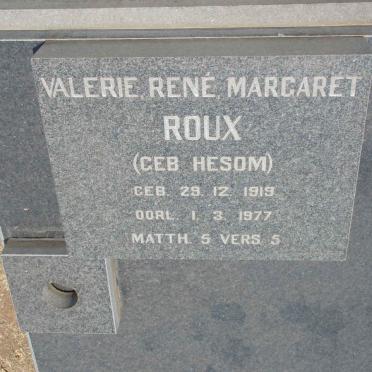 VALERIE RENÉ MARGARET
ROUX
(GEB HESOM)
GEB. 29. 12. 1919
OORL. 1. 3. 1977
MATTH. 5 VERS 5